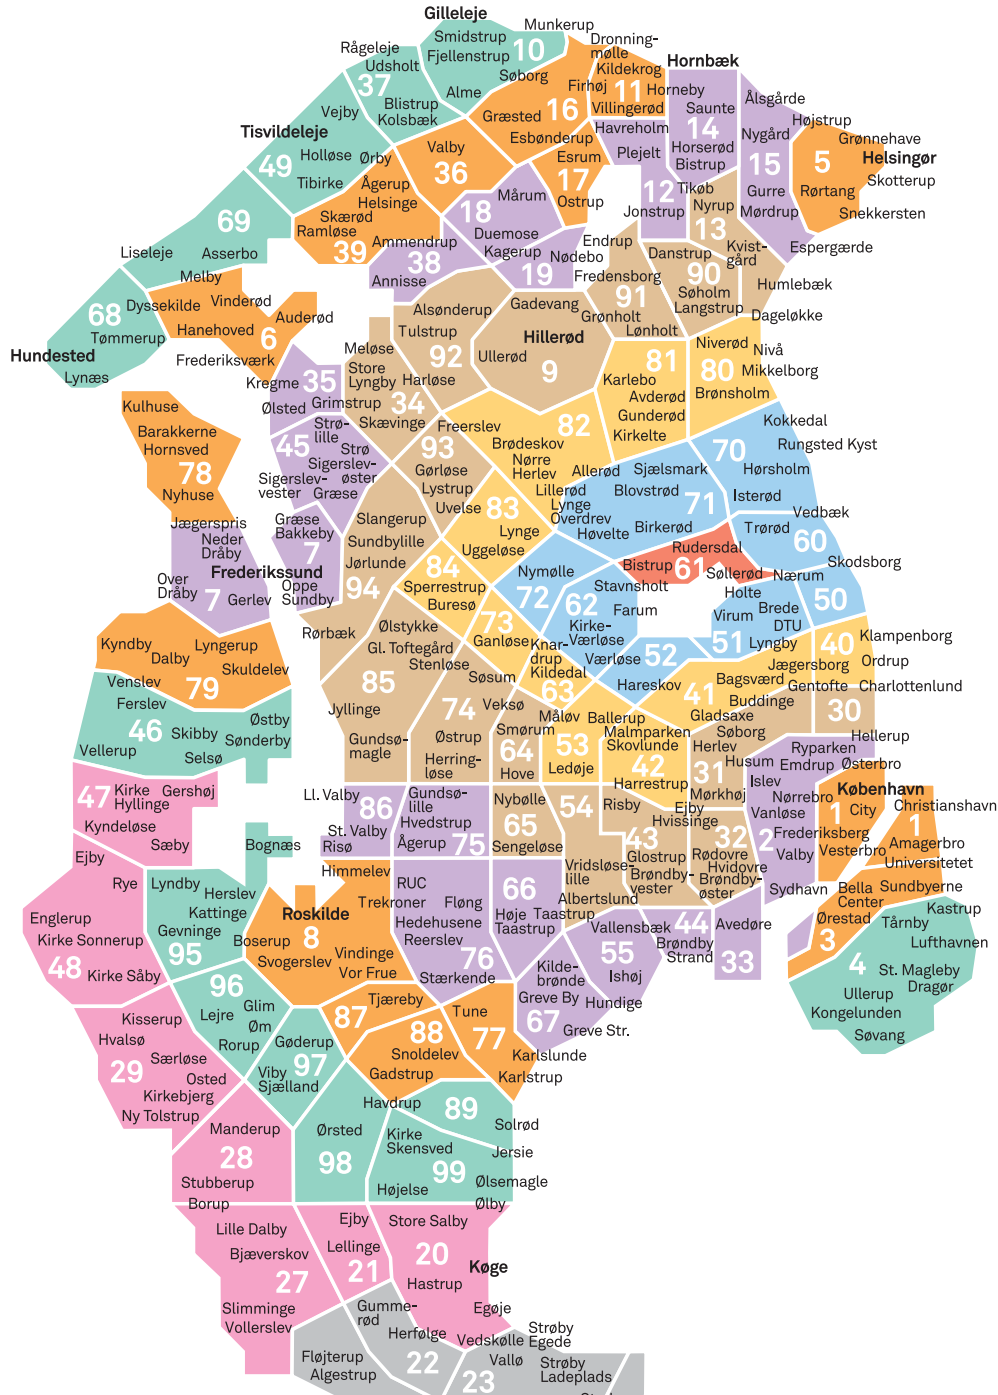 Gilleleje
Munkerup
Smidstrup
Fjellenstrup
10
Dronning-
mølle
Rågeleje
Udsholt
37
Søborg
Kildekrog
Firhøj
11
Villingerød
Hornbæk
Horneby
Alme
16
Blistrup
Kolsbæk
Græsted
Saunte
14
Ålsgårde
Højstrup
Vejby
Tisvildeleje
49
Holløse
Ørby
Tibirke
Valby
36
Esbønderup
Havreholm
Plejelt
Horserød
Bistrup
Nygård
15
Grønnehave
5
Helsingør
Skotterup
Esrum
17
Ostrup
Ågerup
Helsinge
Mårum
18
Duemose
Kagerup
12
Jonstrup
Tikøb
Nyrup
13
Gurre
Mørdrup
Rørtang
Snekkersten
69
Asserbo
Liseleje
Skærød
Ramløse
39
Ammendrup
38
Annisse
19
Nødebo
Endrup
Fredensborg
Danstrup
90
Kvist-
gård
Espergærde
Melby
68
Dyssekilde
Vinderød
Auderød
Tømmerup
Hanehoved
6
Hundested
Lynæs
Frederiksværk
Alsønderup
Tulstrup
92
Harløse
Gadevang
Hillerød
Ullerød
9
91
Grønholt
Lønholt
Søholm
Langstrup
Humlebæk
Dageløkke
Meløse
Store
Lyngby
34
Skævinge
Kregme
35
Ølsted
Grimstrup
81
Karlebo
Avderød
Gunderød
Kirkelte
Niverød
Nivå
80
Mikkelborg
Brønsholm
Kulhuse
Barakkerne
Hornsved
78
Nyhuse
Strø-
lille
45
Strø
Sigerslev-
øster
Sigerslev-
vester
Græse
Freerslev
93
Gørløse
Lystrup
Uvelse
82
Brødeskov
Nørre
Herlev
Allerød
Lillerød
Lynge
Overdrev
Kokkedal
70
Rungsted Kyst
Hørsholm
Isterød
Sjælsmark
Blovstrød
71
Høvelte
Birkerød
Jægerspris
Neder
Dråby
Frederikssund
Over
Dråby
7
Gerlev
Græse
Bakkeby
7
Oppe
Sundby
Slangerup
Sundbylille
Jørlunde
94
83
Lynge
Uggeløse
84
Sperrestrup
Buresø
Vedbæk
Trørød
60
Skodsborg
Rudersdal
Bistrup
61
Søllerød
Nærum
Nymølle
72
Stavnsholt
62
Farum
Kirke-
Værløse
Værløse
Holte
Virum
Brede
DTU
50
51
Lyngby
52
Hareskov
Rørbæk
Ølstykke
Gl. Toftegård
Stenløse
73
Ganløse
Knar-
drup
Kildedal
63
Søsum
Kyndby
Dalby
Lyngerup
Skuldelev
79
40
Klampenborg
Ordrup
Jægersborg
Bagsværd
Gentofte
Charlottenlund
41
Buddinge
Gladsaxe
Venslev
Ferslev
46
Skibby
Østby
Sønderby
Vellerup
Selsø
85
Jyllinge
Gundsø-
magle
74
Veksø
Østrup
Herring-
løse
Smørum
64
Hove
Måløv
53
Ledøje
Ballerup
Malmparken
Skovlunde
42
Harrestrup
Søborg
Herlev
31
Mørkhøj
30
Hellerup
Ryparken
Emdrup
Østerbro
Husum
Islev
47
Kirke
Hyllinge
Gershøj
Kyndeløse
Sæby
Ll. Valby
86
St. Valby
Risø
Gundsø-
lille
Hvedstrup
Ågerup
75
Nybølle
65
Sengeløse
54
Risby
43
Ejby
Hvissinge
Glostrup
Brøndby-
vester
32
Rødovre
Hvidovre
Brøndby-
øster
Nørrebro
København
Vanløse
2
Frederiksberg
Valby
Sydhavn
1
City
Vesterbro
Christianshavn
1
Amagerbro
Universitetet
Bognæs
Ejby
Rye
Lyndby
Herslev
Kattinge
Gevninge
95
Himmelev
Trekroner
Roskilde
8
Boserup
Svogerslev
Vindinge
Vor Frue
RUC
Fløng
Hedehusene
Reerslev
76
Stærkende
66
Høje
Taastrup
Taastrup
Vridsløse-
lille
Albertslund
Bella
Center
Sundbyerne
Ørestad
3
Tårnby
Kastrup
Lufthavnen
4
St. Magleby
Dragør
Ullerup
Kongelunden
Søvang
Englerup
Kirke Sonnerup
48
Kirke Såby
Vallensbæk
55
Ishøj
44
Brøndby
Strand
Avedøre
33
Kilde-
brønde
Greve By
Hundige
67
Greve Str.
96
Lejre
Glim
Øm
Rorup
Tjæreby
87
Gøderup
97
Viby
Sjælland
88
Snoldelev
Gadstrup
Tune
77
Karlslunde
Karlstrup
Kisserup
Hvalsø
29
Særløse
Osted
Kirkebjerg
Ny Tolstrup
Manderup
28
Stubberup
Borup
Ørsted
98
Havdrup
89
Solrød
Kirke
Skensved
99
Jersie
Højelse
Ølsemagle
Ølby
Lille Dalby
Bjæverskov
27
Slimminge
Vollerslev
Ejby
Lellinge
21
Store Salby
20
Køge
Hastrup
Egøje
Gumme-
rød
Herfølge
22
Fløjterup
Algestrup
Vedskølle
Vallø
23
Strøby
Egede
Strøby
Ladeplads